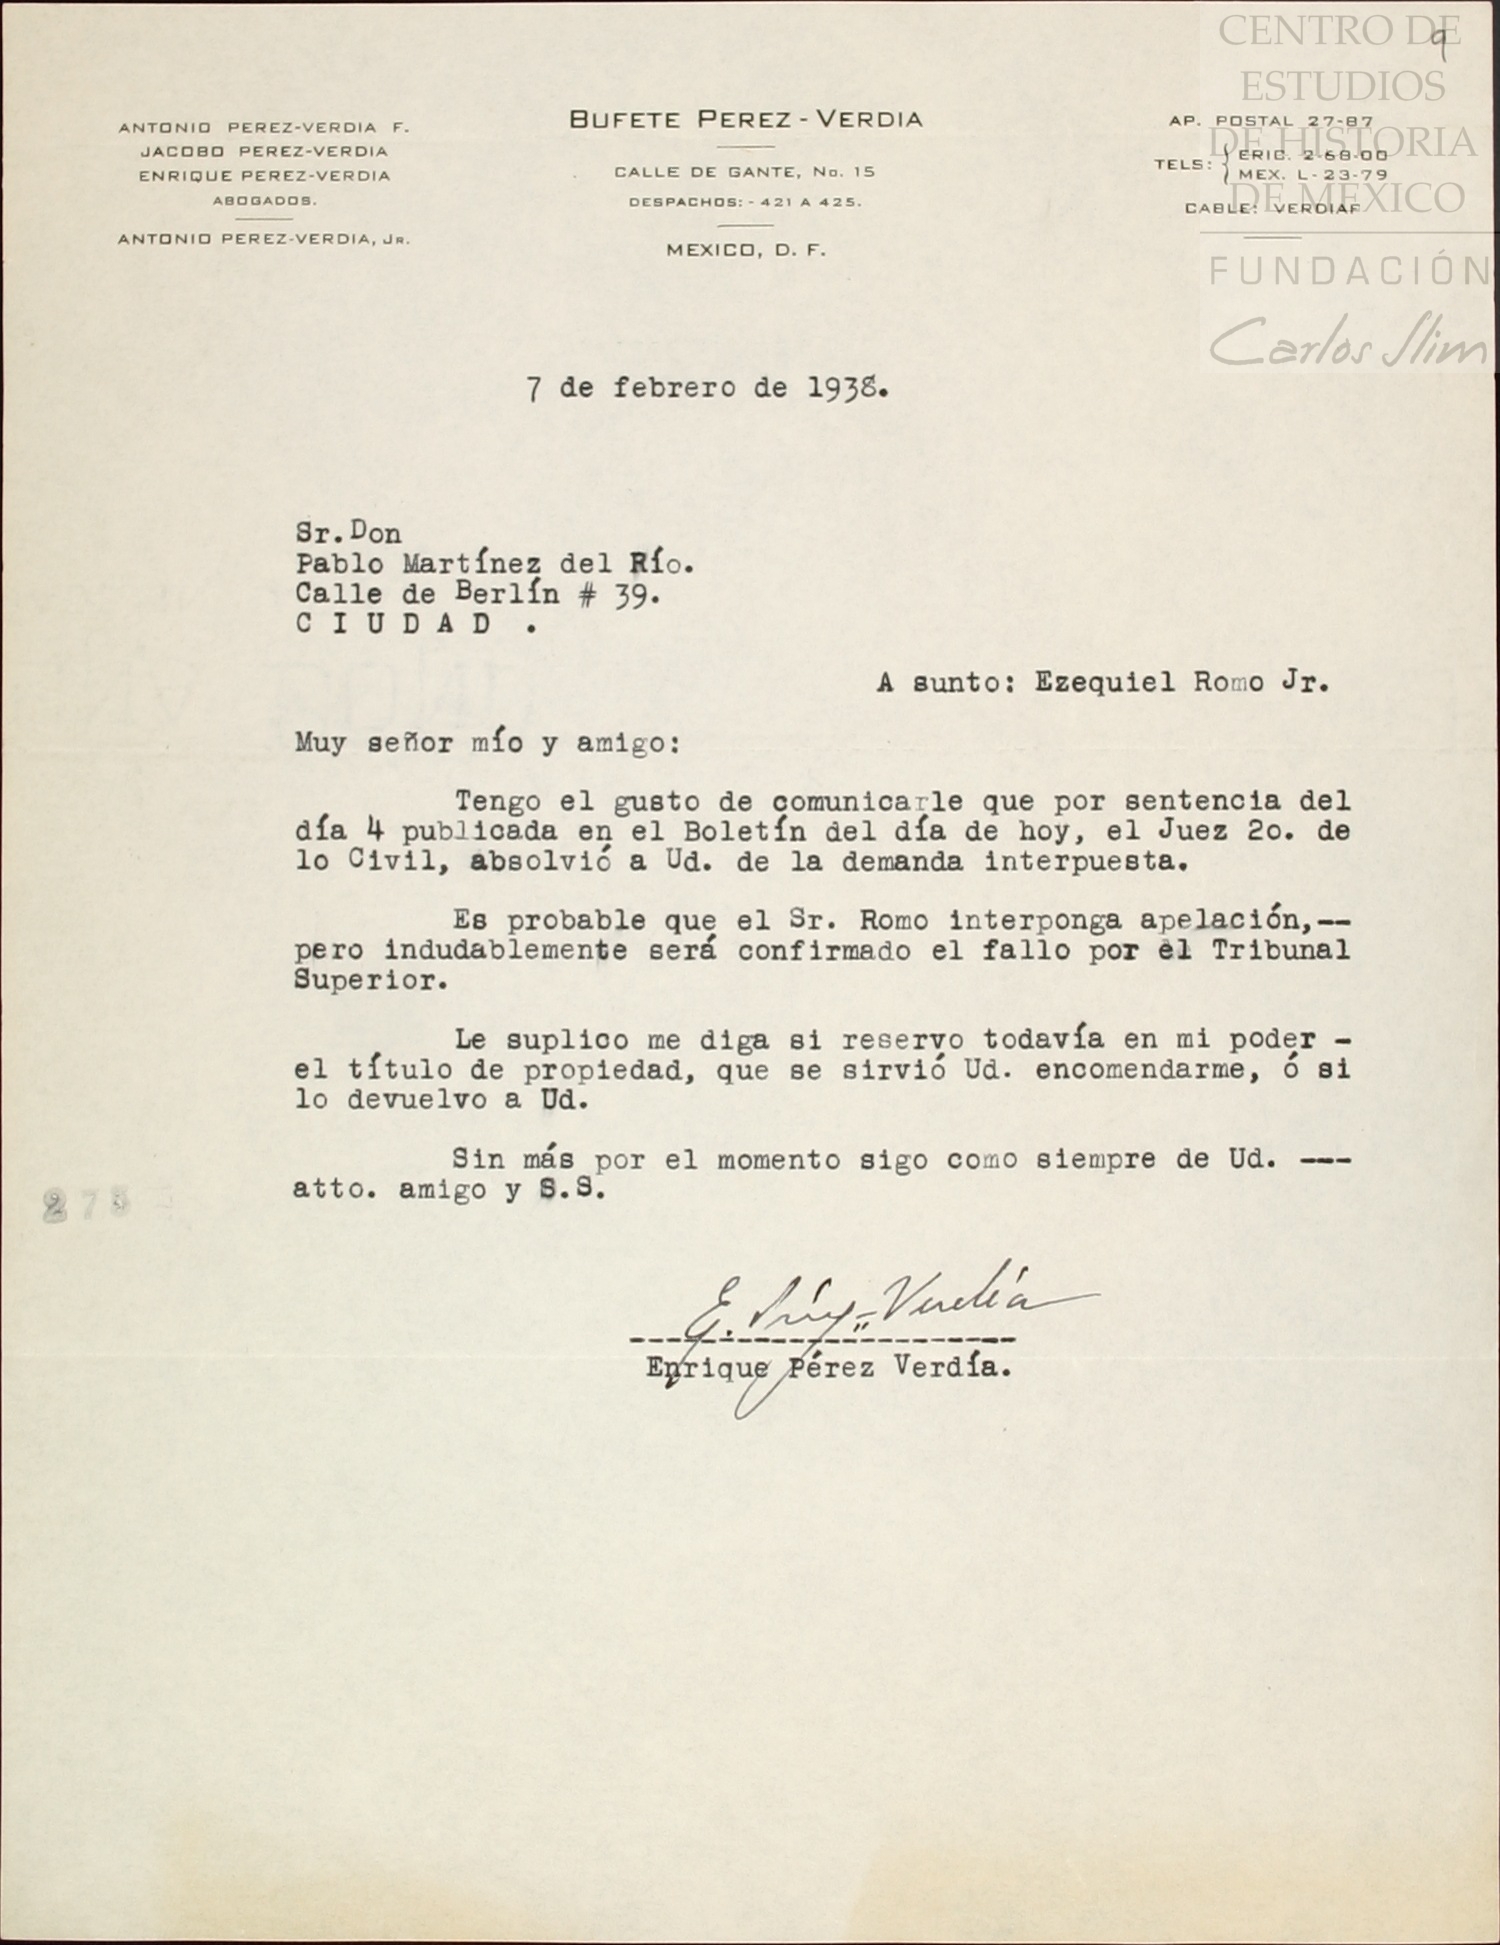 CENTRO DE
ESTUDIOS
DE HISTORIA
DE MEXICO
FUNDACIÓN
Carlos Slim
9
ANTONIO PEREZ-VERDIA F.
JACOBO PEREZ-VERDIA
ENRIQUE PEREZ-VERDIA
ABOGADOS.
ANTONIO PEREZ-VERDIA, JR.
BUFETE PEREZ-VERDIA
CALLE DE GANTE, No. 15
DESPACHOS:- 421 A 425.
MEXICO, D. F.
AP. POSTAL 27-87
TELS: { ERIC. 2-68-00
MEX. L-23-79
CABLE: VERDIAF
7 de febrero de 1938.
Sr. Don
Pablo Martínez del Río.
Calle de Berlín # 39.
C I U D A D .
A sunto: Ezequiel Romo Jr.
Muy señor mío y amigo:
Tengo el gusto de comunicarle que por sentencia del
día 4 publicada en el Boletín del día de hoy, el Juez 2o. de
lo Civil, absolvió a Ud. de la demanda interpuesta.
Es probable que el Sr. Romo interponga apelación,--
pero indudablemente será confirmado el fallo por el Tribunal
Superior.
Le suplico me diga si reservo todavía en mi poder -
el título de propiedad, que se sirvió Ud. encomendarme, ó si
lo devuelvo a Ud.
Sin más por el momento sigo como siempre de Ud. ---
atto. amigo y S.S.
E. Pérez-Verdía
Enrique Pérez Verdía.